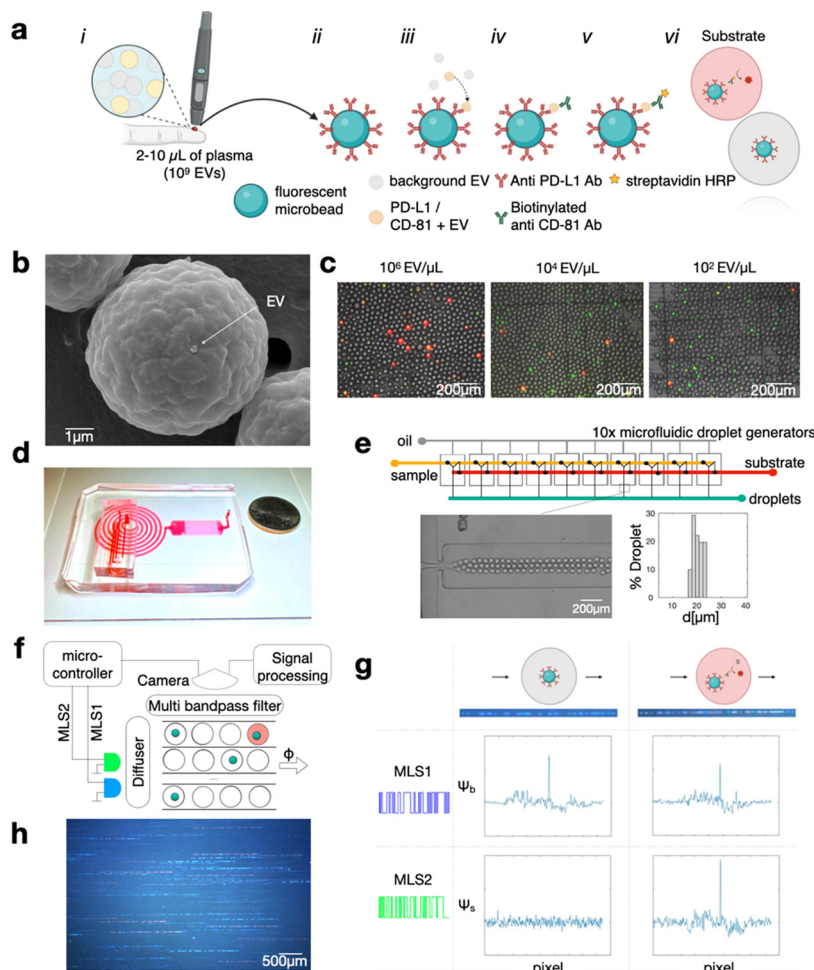 a
i
ii
iii
iv
v
vi
Substrate
2-10 µL of plasma
(10⁹ EVs)
fluorescent
microbead
background EV
PD-L1 /
CD-81 + EV
Anti PD-L1 Ab
Biotinylated
anti CD-81 Ab
streptavidin HRP
b
EV
1µm
c
10⁶ EV/µL
10⁴ EV/µL
10² EV/µL
200µm
200µm
200µm
d
e
oil
10x microfluidic droplet generators
sample
substrate
droplets
200µm
% Droplet
30
20
10
0
0
20
40
d[µm]
f
micro-
controller
Camera
Signal
processing
MLS2
MLS1
Multi bandpass filter
Diffuser
ϕ
g
S
MLS1
Ψb
MLS2
Ψs
pixel
pixel
h
500µm